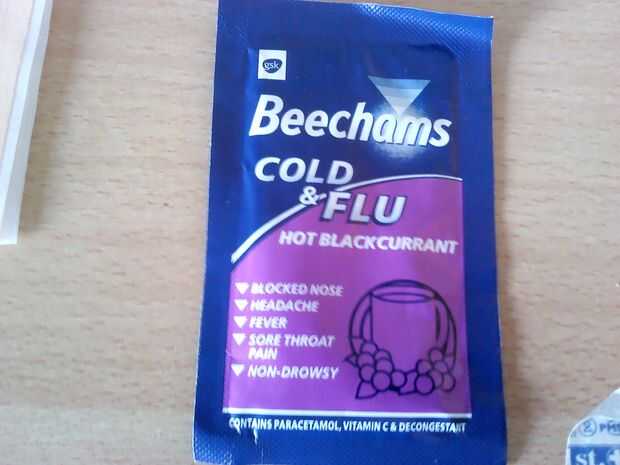 gsk
Beechams
COLD
& FLU
HOT BLACKCURRANT
BLOCKED NOSE
HEADACHE
FEVER
SORE THROAT
PAIN
NON-DROWSY
CONTAINS PARACETAMOL, VITAMIN C & DECONGESTANT
st.